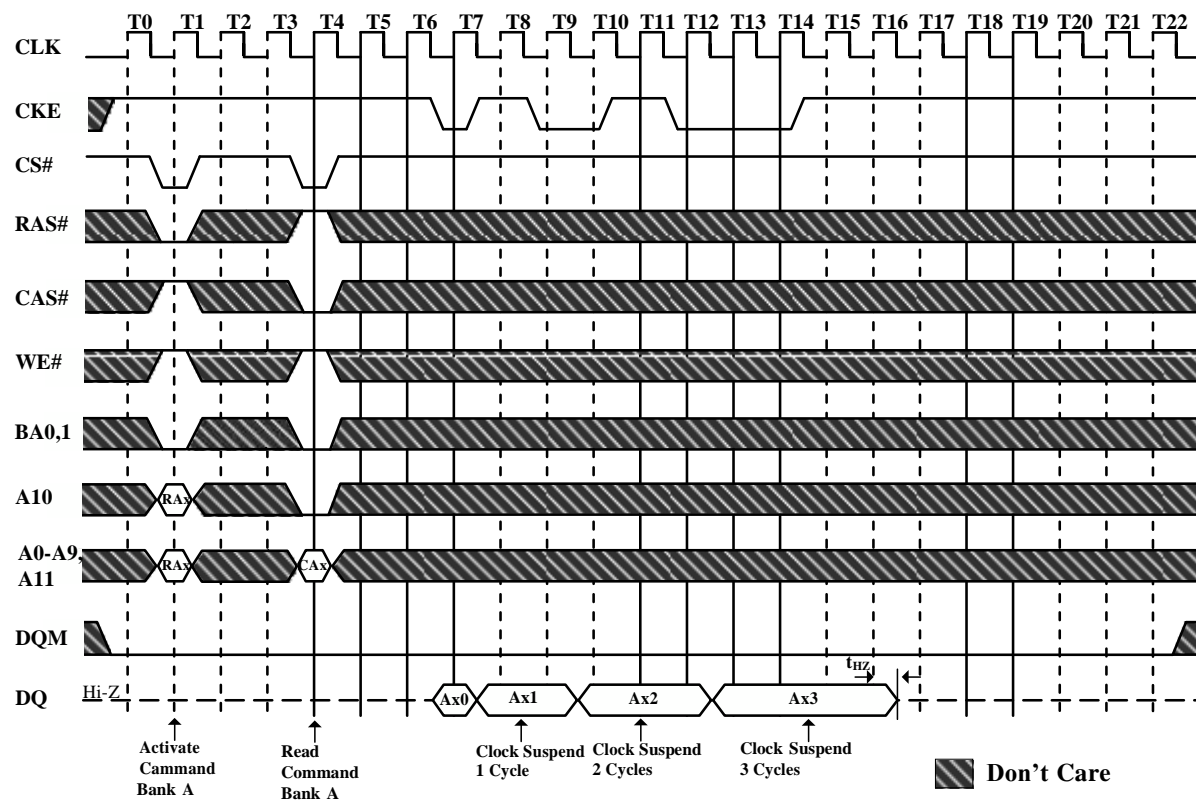 T0 T1 T2 T3 T4 T5 T6 T7 T8 T9 T10 T11 T12 T13 T14 T15 T16 T17 T18 T19 T20 T21 T22
CLK
CKE
CS#
RAS#
CAS#
WE#
BA0,1
A10
RAx
A0-A9,
A11
RAx
CAx
DQM
tHZ
DQ
Hi-Z
Ax0
Ax1
Ax2
Ax3
Activate
Cammand
Bank A
Read
Command
Bank A
Clock Suspend
1 Cycle
Clock Suspend
2 Cycles
Clock Suspend
3 Cycles
Don't Care